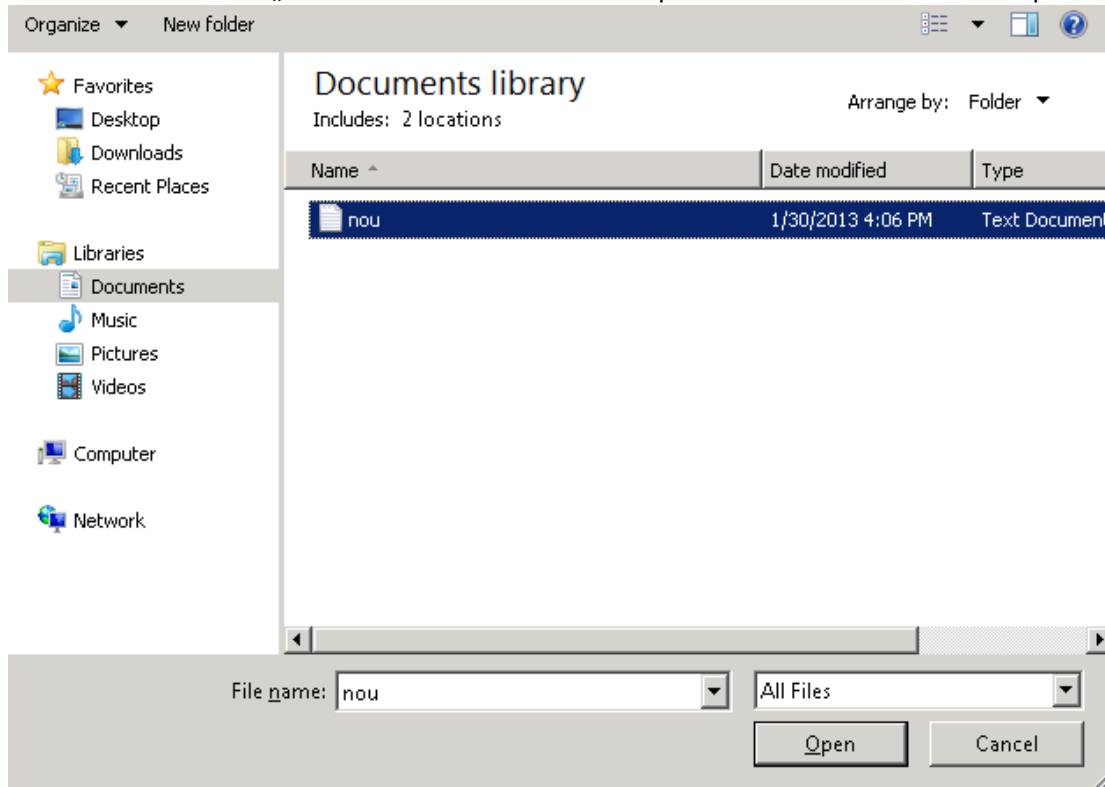 Organize New folder
Favorites
Desktop
Downloads
Recent Places
Libraries
Documents
Music
Pictures
Videos
Computer
Network
Documents library
Includes: 2 locations
Arrange by: Folder
Name Date modified Type
nou 1/30/2013 4:06 PM Text Document
File name: nou All Files
Open Cancel